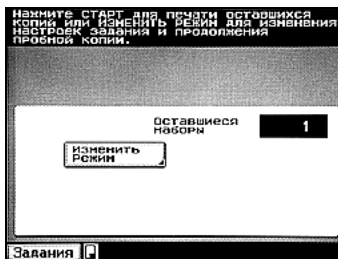 Нажмите СТАРТ для печати оставшихся
копий или Изменить Режим для изменения
настроек задания и продолжения
пробной копии.
Оставшиеся
наборы
1
Изменить
Режим
Задания